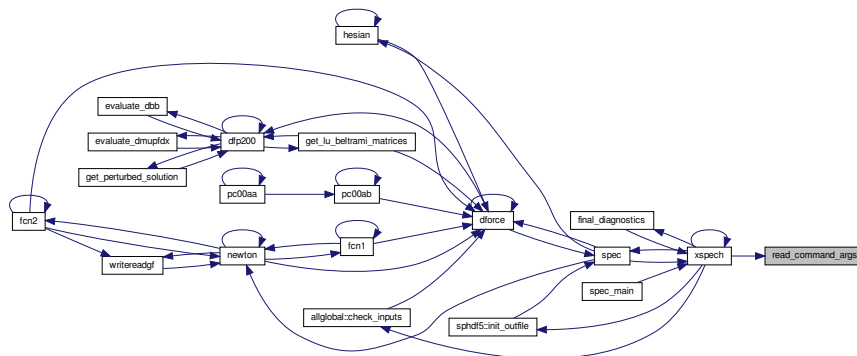 hesian
evaluate_dbb
evaluate_dmupfdx
dfp200
get_lu_beltrami_matrices
get_perturbed_solution
pc00aa
pc00ab
fcn2
dforce
final_diagnostics
fcn1
writereadgf
newton
spec
xspech
read_command_args
spec_main
allglobal::check_inputs
sphdf5::init_outfile